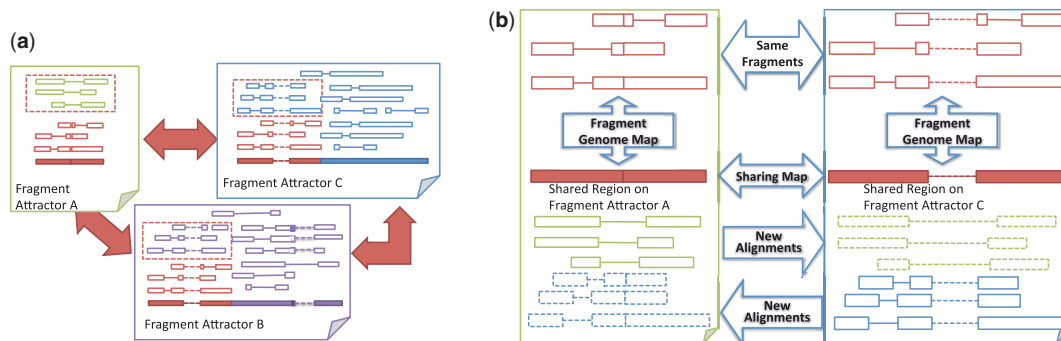 (a)
Fragment
Attractor A
Fragment Attractor C
Fragment Attractor B
(b)
Same
Fragments
Fragment
Genome Map
Fragment
Genome Map
Sharing Map
Shared Region on
Fragment Attractor A
Shared Region on
Fragment Attractor C
New
Alignments
New
Alignments